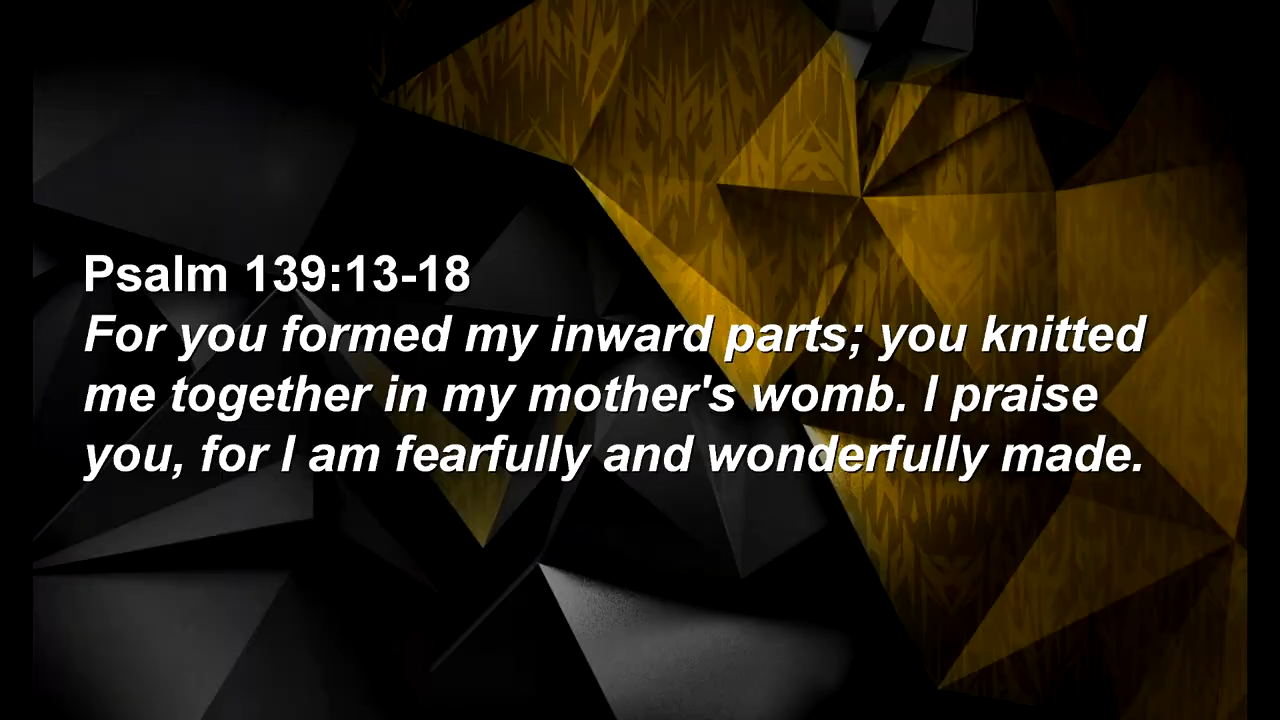 Psalm 139:13-18
For you formed my inward parts; you knitted
me together in my mother's womb. I praise
you, for I am fearfully and wonderfully made.